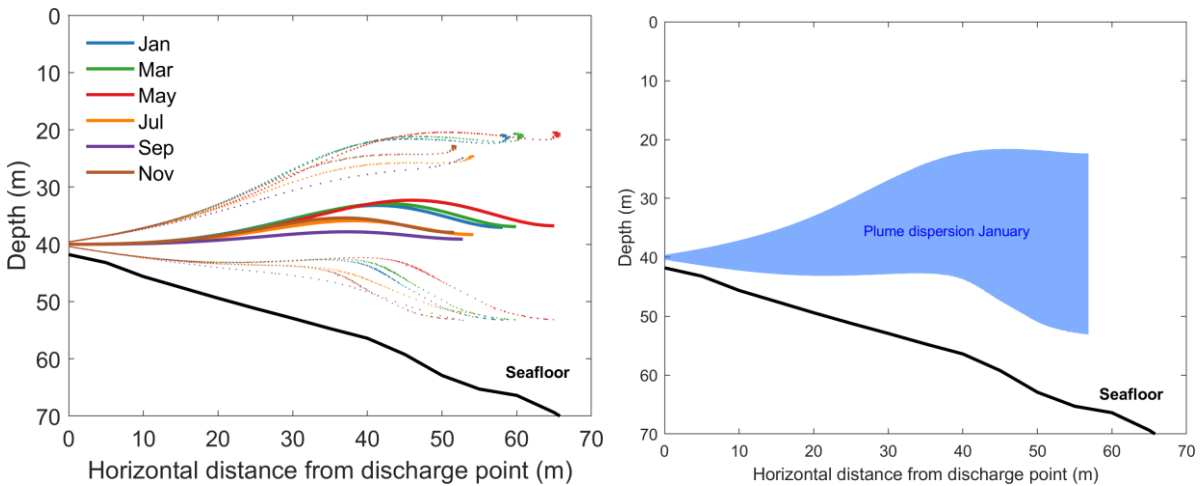 0
10
20
30
40
50
60
70
Depth (m)
Jan
Mar
May
Jul
Sep
Nov
Seafloor
0 10 20 30 40 50 60 70
Horizontal distance from discharge point (m)
0
10
20
30
40
50
60
70
Depth (m)
Plume dispersion January
Seafloor
0 10 20 30 40 50 60 70
Horizontal distance from discharge point (m)